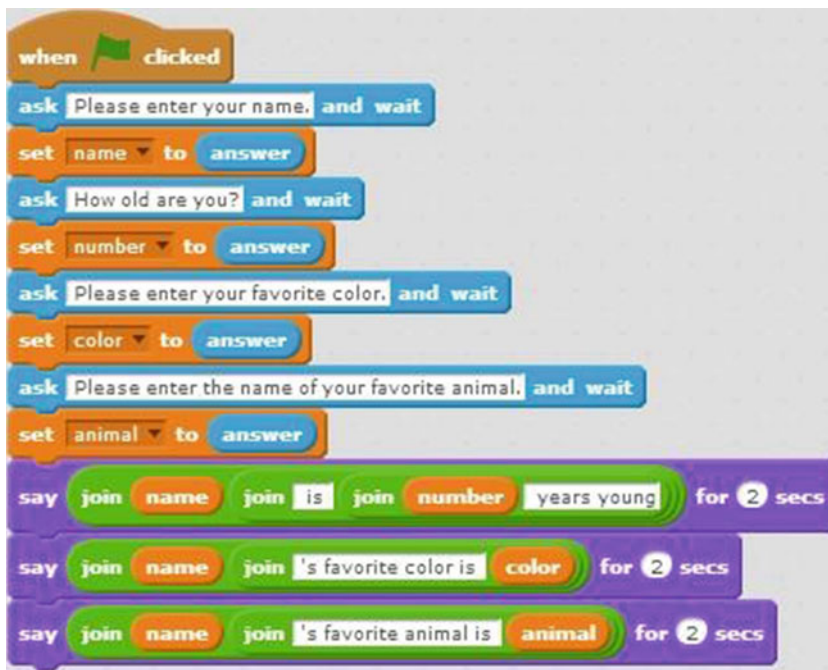 when clicked
ask Please enter your name. and wait
set name to answer
ask How old are you? and wait
set number to answer
ask Please enter your favorite color. and wait
set color to answer
ask Please enter the name of your favorite animal. and wait
set animal to answer
say join name join is join number years young for 2 secs
say join name join 's favorite color is color for 2 secs
say join name join 's favorite animal is animal for 2 secs